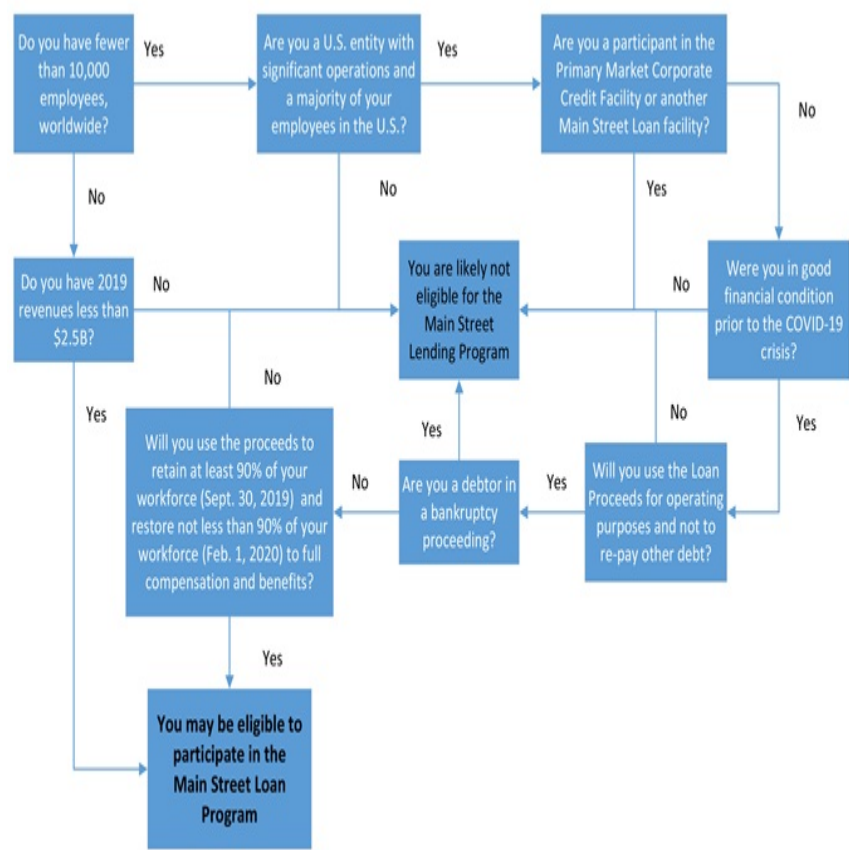 Do you have fewer
than 10,000
employees,
worldwide?
Yes
Are you a U.S. entity with
significant operations and
a majority of your
employees in the U.S.?
Yes
Are you a participant in the
Primary Market Corporate
Credit Facility or another
Main Street Loan facility?
No
No
No
Yes
Do you have 2019
revenues less than
$2.5B?
No
You are likely not
eligible for the
Main Street
Lending Program
No
Were you in good
financial condition
prior to the COVID-19
crisis?
Yes
No
Yes
No
Yes
Will you use the proceeds to
retain at least 90% of your
workforce (Sept. 30, 2019) and
restore not less than 90% of your
workforce (Feb. 1, 2020) to full
compensation and benefits?
No
Are you a debtor in
a bankruptcy
proceeding?
Yes
Will you use the Loan
Proceeds for operating
purposes and not to
re-pay other debt?
Yes
You may be eligible to
participate in the
Main Street Loan
Program